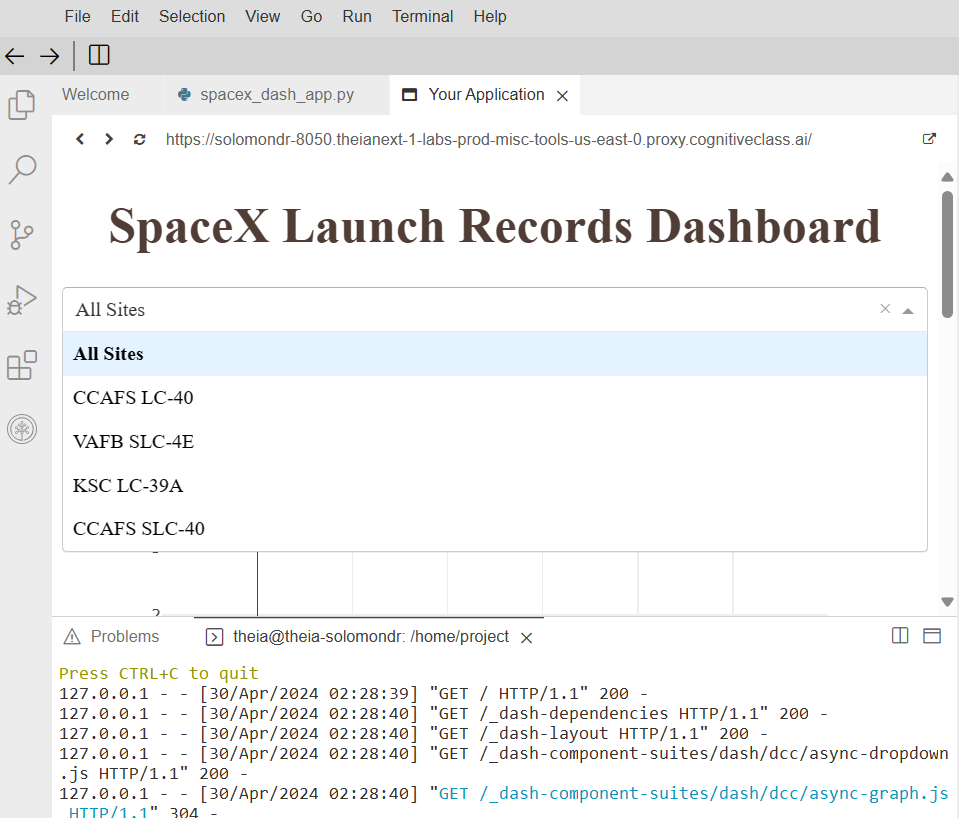 File Edit Selection View Go Run Terminal Help
Welcome spacex_dash_app.py Your Application
https://solomondr-8050.theianext-1-labs-prod-misc-tools-us-east-0.proxy.cognitiveclass.ai/
SpaceX Launch Records Dashboard
All Sites
All Sites
CCAFS LC-40
VAFB SLC-4E
KSC LC-39A
CCAFS SLC-40
2
Problems theia@theia-solomondr: /home/project
Press CTRL+C to quit
127.0.0.1 - - [30/Apr/2024 02:28:39] "GET / HTTP/1.1" 200 -
127.0.0.1 - - [30/Apr/2024 02:28:40] "GET /_dash-dependencies HTTP/1.1" 200 -
127.0.0.1 - - [30/Apr/2024 02:28:40] "GET /_dash-layout HTTP/1.1" 200 -
127.0.0.1 - - [30/Apr/2024 02:28:40] "GET /_dash-component-suites/dash/dcc/async-dropdown
.js HTTP/1.1" 200 -
127.0.0.1 - - [30/Apr/2024 02:28:40] "GET /_dash-component-suites/dash/dcc/async-graph.js
HTTP/1.1" 304 -